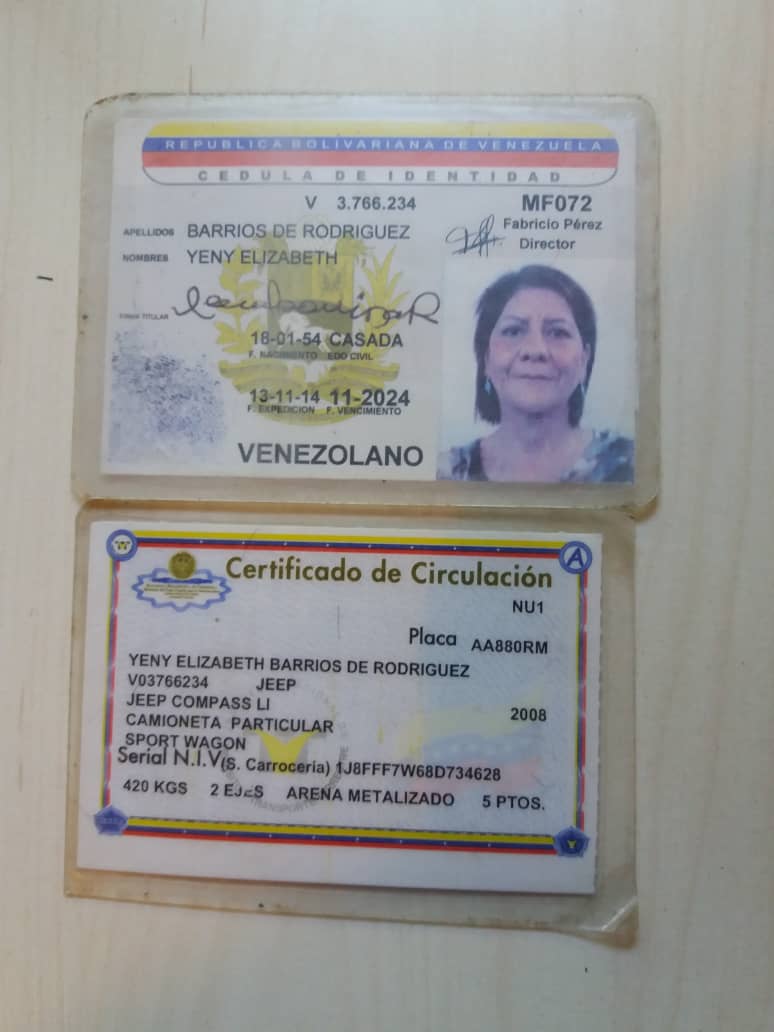 REPUBLICA BOLIVARIANA DE VENEZUELA
CEDULA DE IDENTIDAD
V 3.766.234 MF072
APELLIDOS BARRIOS DE RODRIGUEZ Fabricio Pérez
Director
NOMBRES YENY ELIZABETH
FIRMA TITULAR
18-01-54 CASADA
F. NACIMIENTO EDO CIVIL
13-11-14 11-2024
F. EXPEDICION F. VENCIMIENTO
VENEZOLANO
Certificado de Circulación
NU1
Placa AA880RM
YENY ELIZABETH BARRIOS DE RODRIGUEZ
V03766234 JEEP
JEEP COMPASS LI 2008
CAMIONETA PARTICULAR
SPORT WAGON
Serial N.I.V (S. Carroceria) 1J8FFF7W68D734628
420 KGS 2 EJES ARENA METALIZADO 5 PTOS.